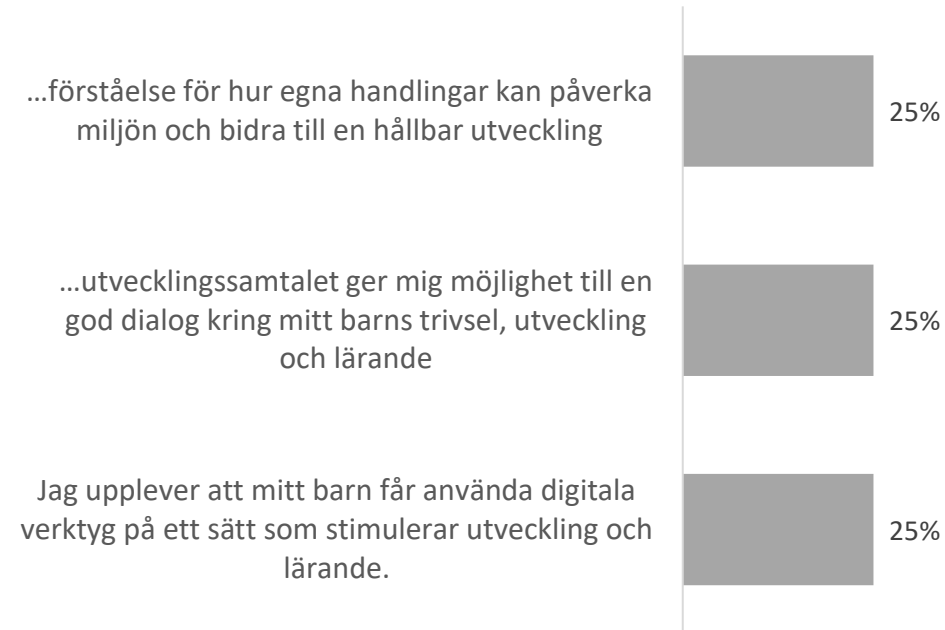 …förståelse för hur egna handlingar kan påverka
miljön och bidra till en hållbar utveckling
25%
…utvecklingssamtalet ger mig möjlighet till en
god dialog kring mitt barns trivsel, utveckling
och lärande
25%
Jag upplever att mitt barn får använda digitala
verktyg på ett sätt som stimulerar utveckling och
lärande.
25%